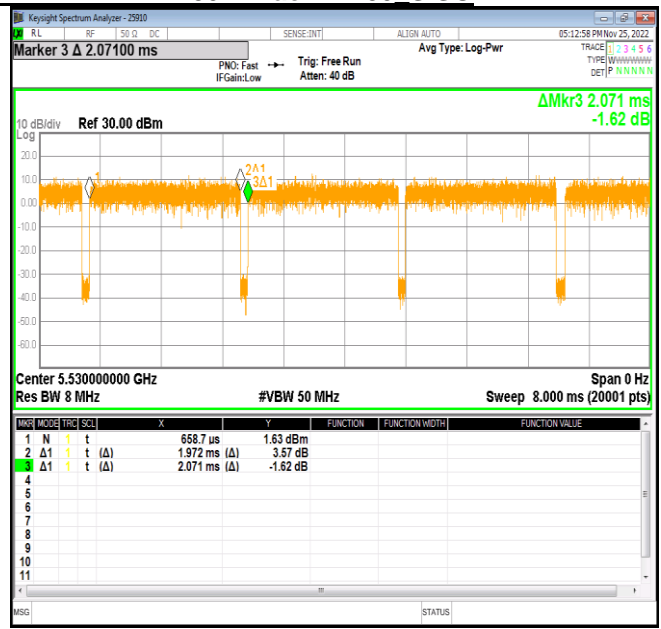 Keysight Spectrum Analyzer - 25910
RL RF 50 Ω DC SENSE:INT ALIGN AUTO 05:12:58 PM Nov 25, 2022
Marker 3 Δ 2.07100 ms
PNO: Fast
IFGain:Low
Trig: Free Run
Atten: 40 dB
Avg Type: Log-Pwr
TRACE 1 2 3 4 5 6
TYPE WWWWWW
DET P N N N N N
ΔMkr3 2.071 ms
-1.62 dB
10 dB/div Ref 30.00 dBm
Log
20.0
2Δ1
1
3Δ1
0.00
-10.0
-20.0
-30.0
-40.0
-50.0
-60.0
Center 5.530000000 GHz Span 0 Hz
Res BW 8 MHz #VBW 50 MHz Sweep 8.000 ms (20001 pts)
MKR MODE TRC SCL X Y FUNCTION FUNCTION WIDTH FUNCTION VALUE
1 N 1 t 658.7 µs 1.63 dBm
2 Δ1 1 t (Δ) 1.972 ms (Δ) 3.57 dB
3 Δ1 1 t (Δ) 2.071 ms (Δ) -1.62 dB
4
5
6
7
8
9
10
11
MSG STATUS